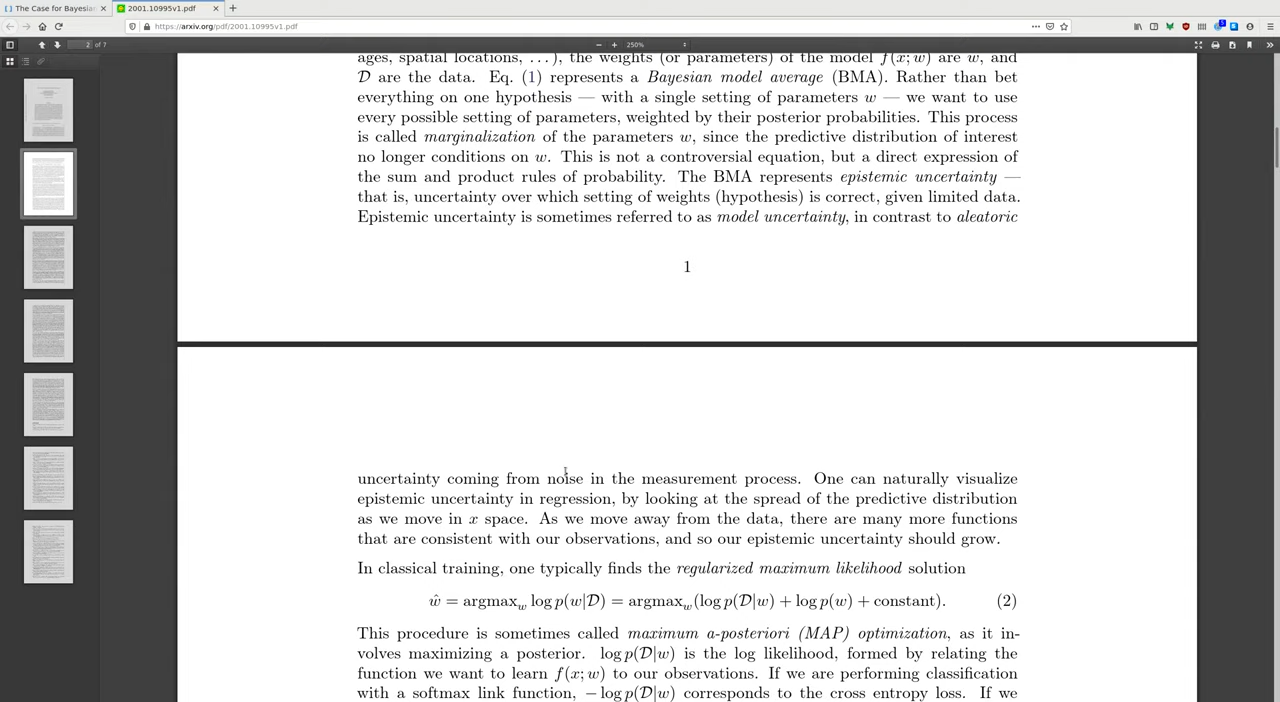 The Case for Bayesian
2001.10995v1.pdf
https://arxiv.org/pdf/2001.10995v1.pdf
2 of 7
250%
ages, spatial locations, ...), the weights (or parameters) of the model f(x; w) are w, and
𝒟 are the data. Eq. (1) represents a Bayesian model average (BMA). Rather than bet
everything on one hypothesis — with a single setting of parameters w — we want to use
every possible setting of parameters, weighted by their posterior probabilities. This process
is called marginalization of the parameters w, since the predictive distribution of interest
no longer conditions on w. This is not a controversial equation, but a direct expression of
the sum and product rules of probability. The BMA represents epistemic uncertainty —
that is, uncertainty over which setting of weights (hypothesis) is correct, given limited data.
Epistemic uncertainty is sometimes referred to as model uncertainty, in contrast to aleatoric
1
uncertainty coming from noise in the measurement process. One can naturally visualize
epistemic uncertainty in regression, by looking at the spread of the predictive distribution
as we move in x space. As we move away from the data, there are many more functions
that are consistent with our observations, and so our epistemic uncertainty should grow.
In classical training, one typically finds the regularized maximum likelihood solution
ŵ = argmax_w log p(w|𝒟) = argmax_w(log p(𝒟|w) + log p(w) + constant). (2)
This procedure is sometimes called maximum a-posteriori (MAP) optimization, as it in-
volves maximizing a posterior. log p(𝒟|w) is the log likelihood, formed by relating the
function we want to learn f(x; w) to our observations. If we are performing classification
with a softmax link function, − log p(𝒟|w) corresponds to the cross entropy loss. If we